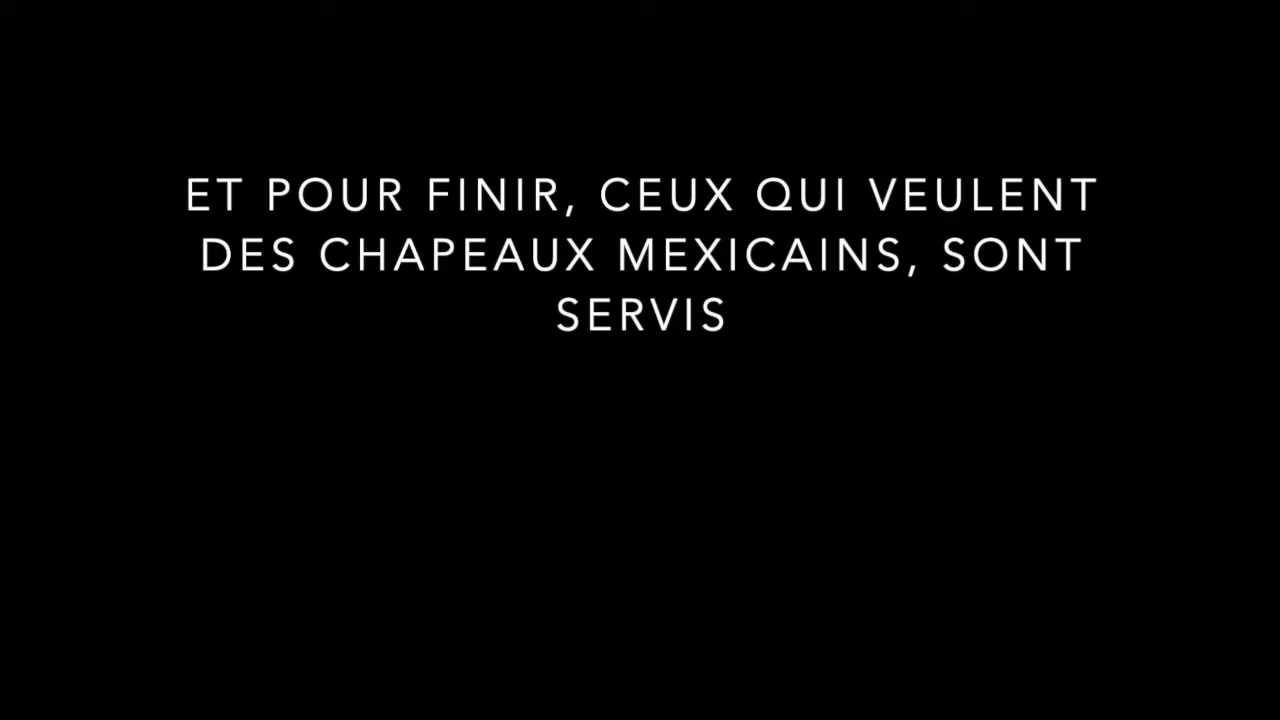 ET POUR FINIR, CEUX QUI VEULENT
DES CHAPEAUX MEXICAINS, SONT
SERVIS